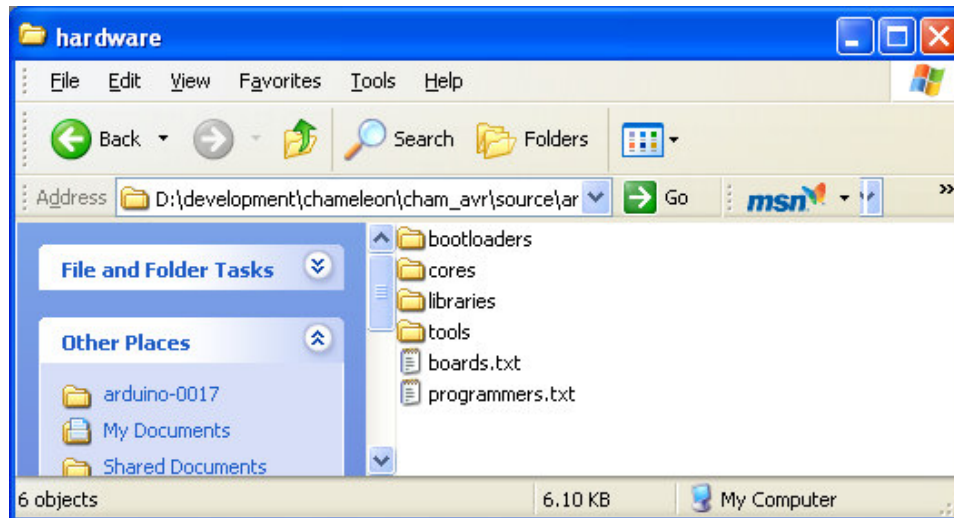 hardware
File Edit View Favorites Tools Help
Back Search Folders
Address D:\development\chameleon\cham_avr\source\ar Go msn »
File and Folder Tasks
Other Places
arduino-0017
My Documents
Shared Documents
bootloaders
cores
libraries
tools
boards.txt
programmers.txt
6 objects 6.10 KB My Computer